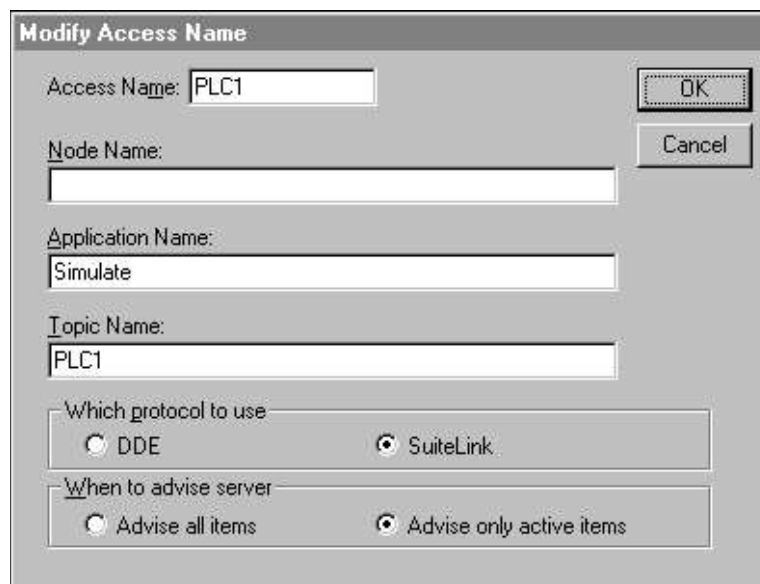 Modify Access Name
Access Name: PLC1
OK
Node Name:
Cancel
Application Name:
Simulate
Topic Name:
PLC1
Which protocol to use
DDE SuiteLink
When to advise server
Advise all items Advise only active items